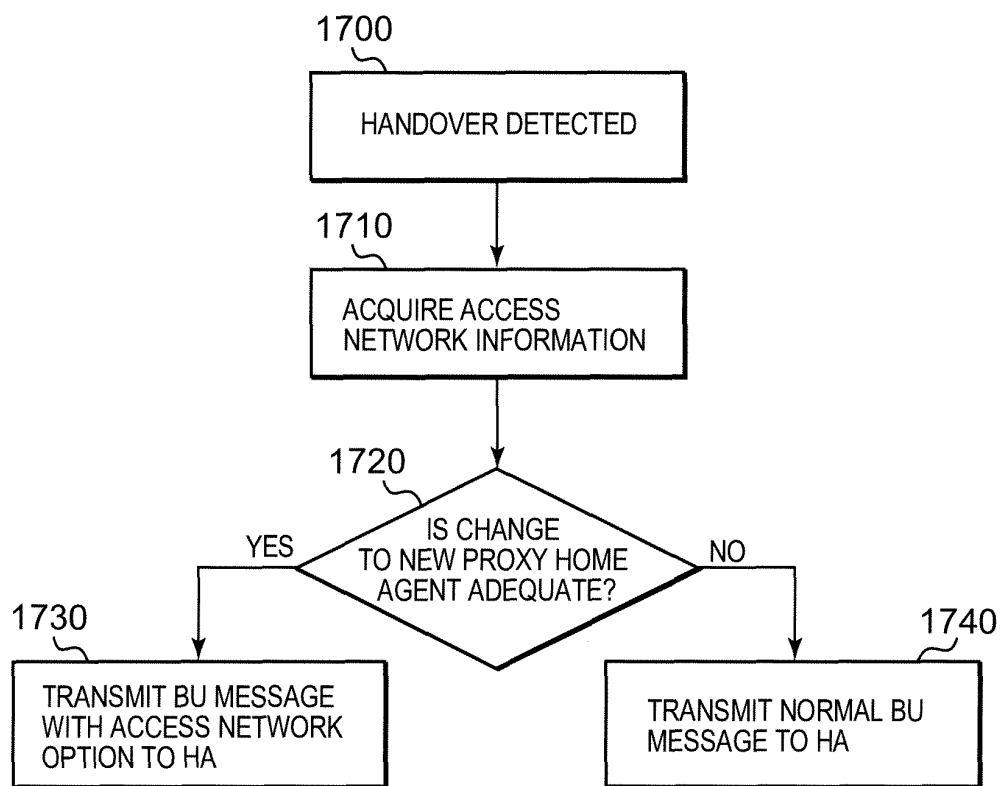 1700
HANDOVER DETECTED
1710
ACQUIRE ACCESS
NETWORK INFORMATION
1720
IS CHANGE
TO NEW PROXY HOME
AGENT ADEQUATE?
YES
NO
1730
TRANSMIT BU MESSAGE
WITH ACCESS NETWORK
OPTION TO HA
1740
TRANSMIT NORMAL BU
MESSAGE TO HA